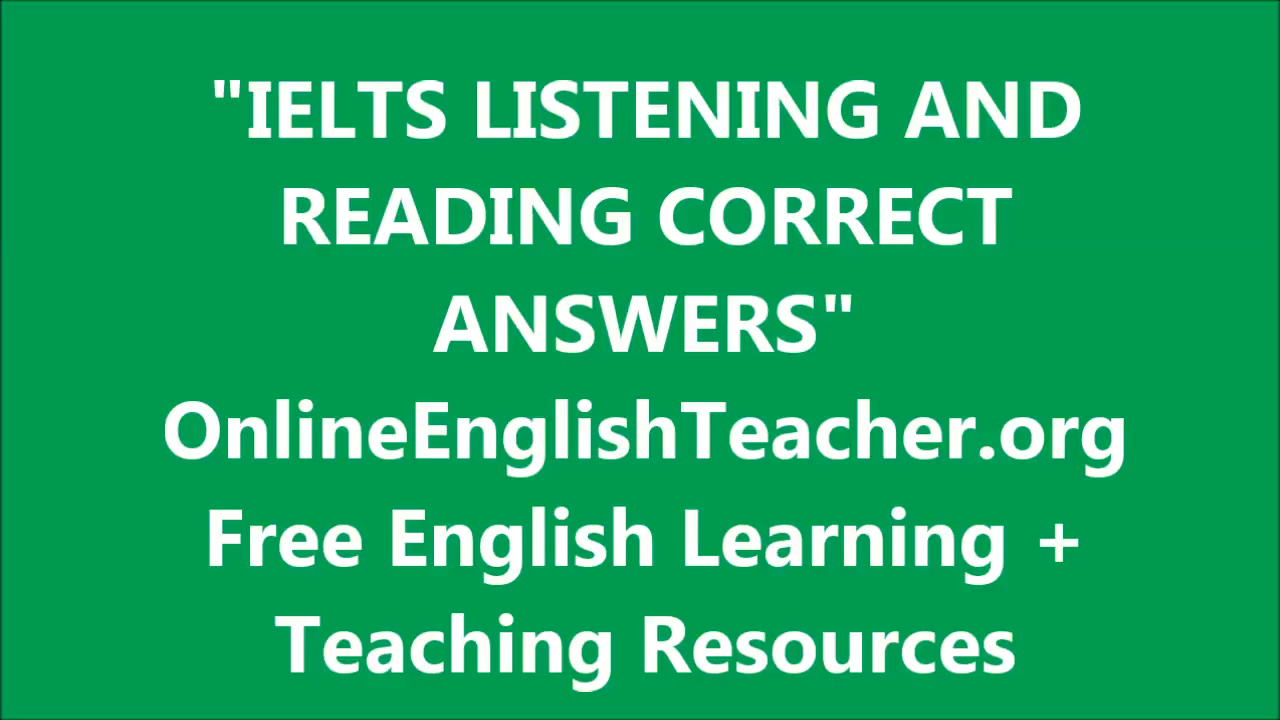 "IELTS LISTENING AND
READING CORRECT
ANSWERS"
OnlineEnglishTeacher.org
Free English Learning +
Teaching Resources